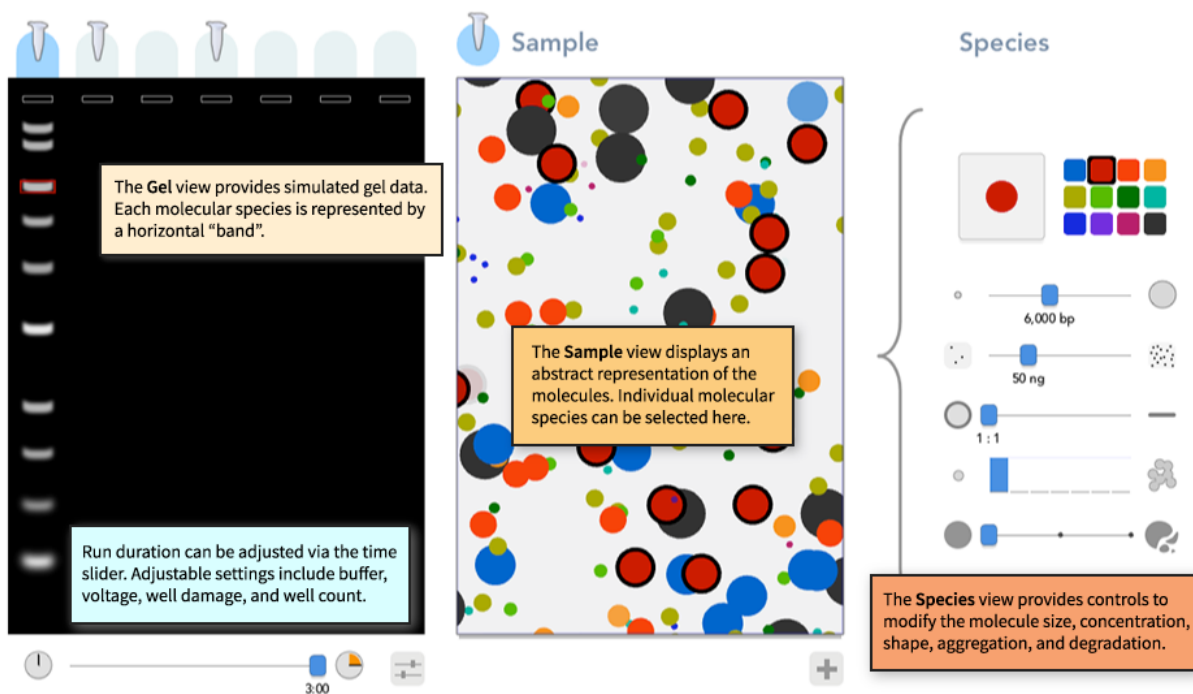 Sample
Species
The Gel view provides simulated gel data.
Each molecular species is represented by
a horizontal “band”.
6,000 bp
The Sample view displays an
abstract representation of the
molecules. Individual molecular
species can be selected here.
50 ng
1 : 1
Run duration can be adjusted via the time
slider. Adjustable settings include buffer,
voltage, well damage, and well count.
The Species view provides controls to
modify the molecule size, concentration,
shape, aggregation, and degradation.
3:00